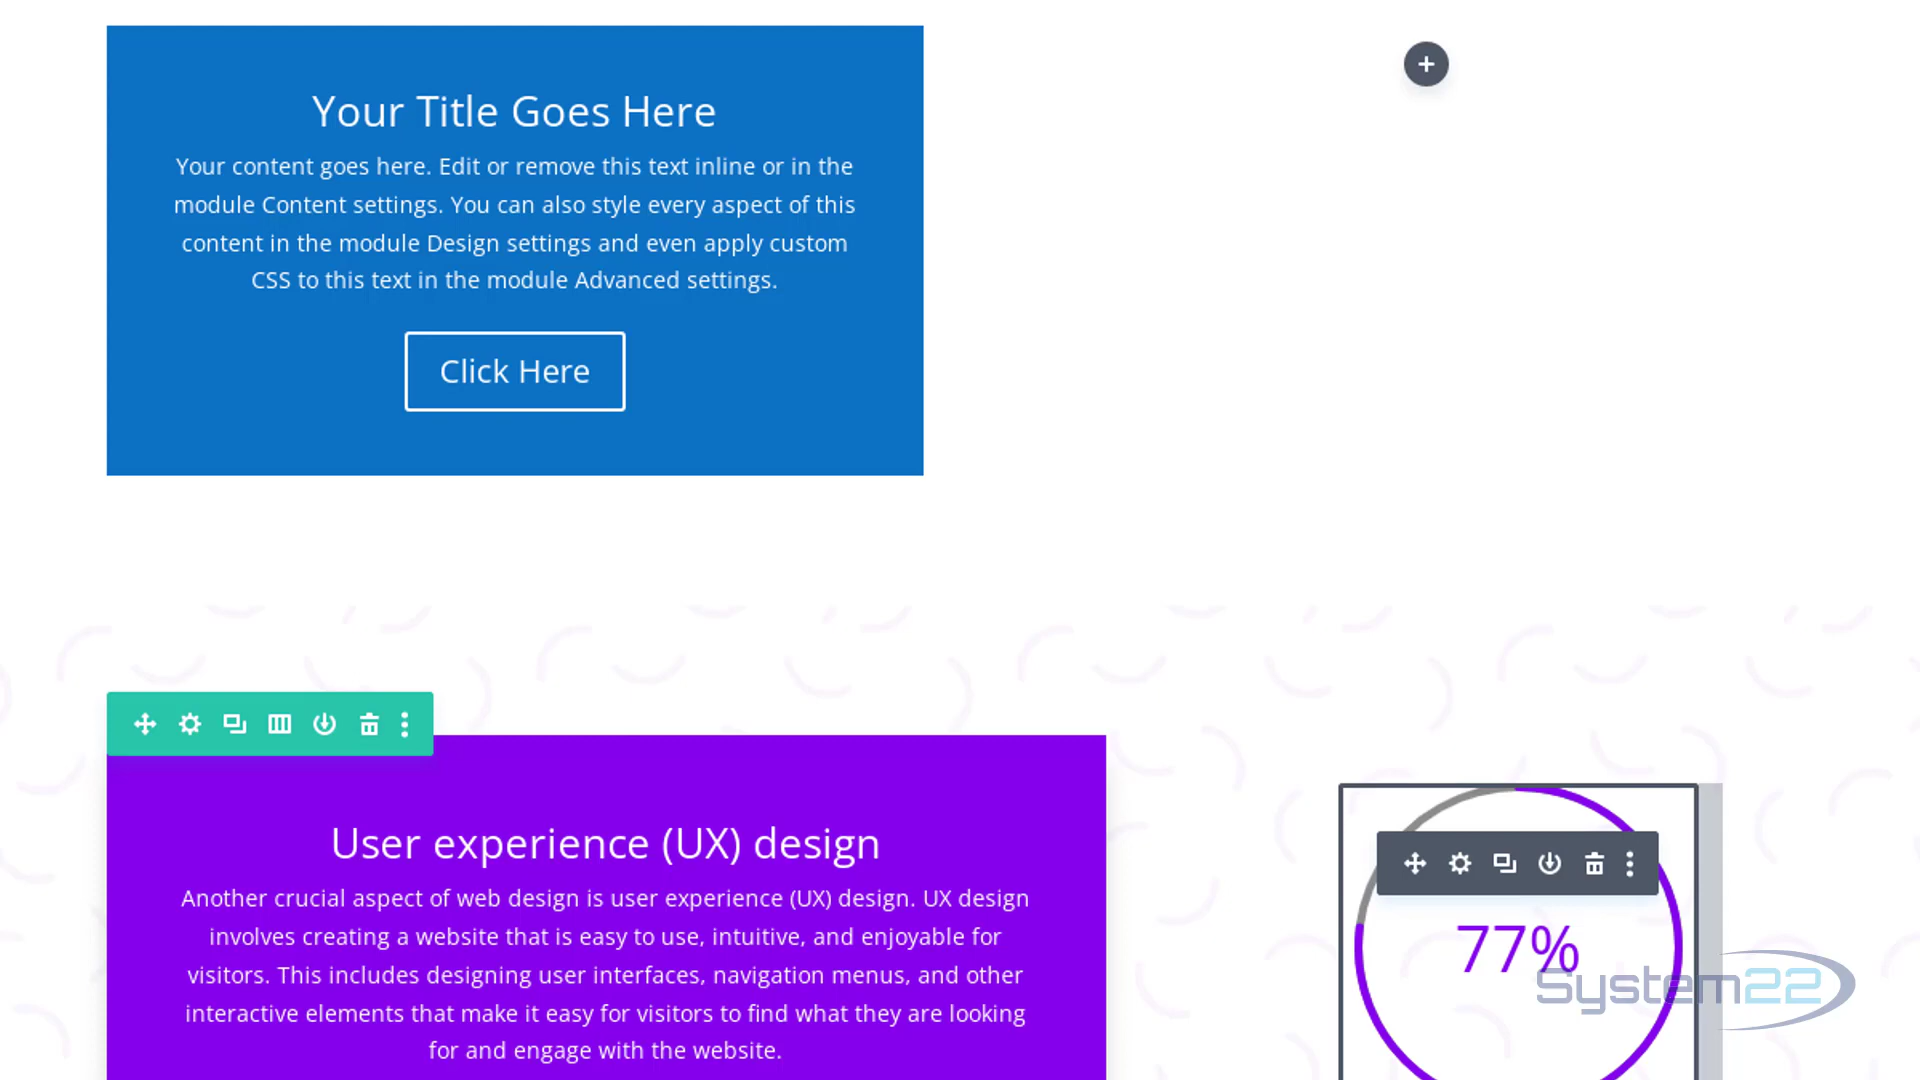 Your Title Goes Here
Your content goes here. Edit or remove this text inline or in the
module Content settings. You can also style every aspect of this
content in the module Design settings and even apply custom
CSS to this text in the module Advanced settings.
Click Here
User experience (UX) design
Another crucial aspect of web design is user experience (UX) design. UX design
involves creating a website that is easy to use, intuitive, and enjoyable for
visitors. This includes designing user interfaces, navigation menus, and other
interactive elements that make it easy for visitors to find what they are looking
for and engage with the website.
77%
System22